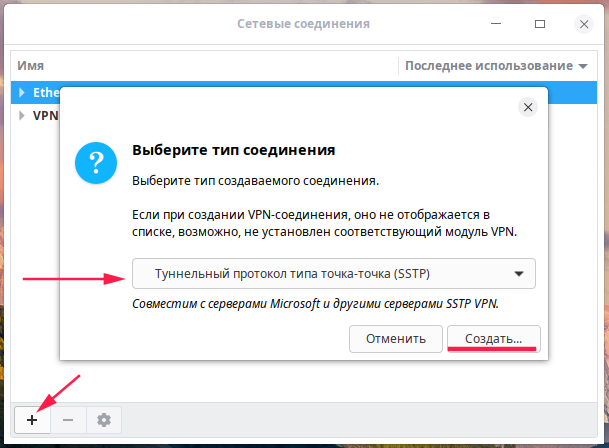 Сетевые соединения
Имя
Последнее использование
Ethe
VPN
Выберите тип соединения
Выберите тип создаваемого соединения.
Если при создании VPN-соединения, оно не отображается в
списке, возможно, не установлен соответствующий модуль VPN.
Туннельный протокол типа точка-точка (SSTP)
Совместим с серверами Microsoft и другими серверами SSTP VPN.
Отменить
Создать...